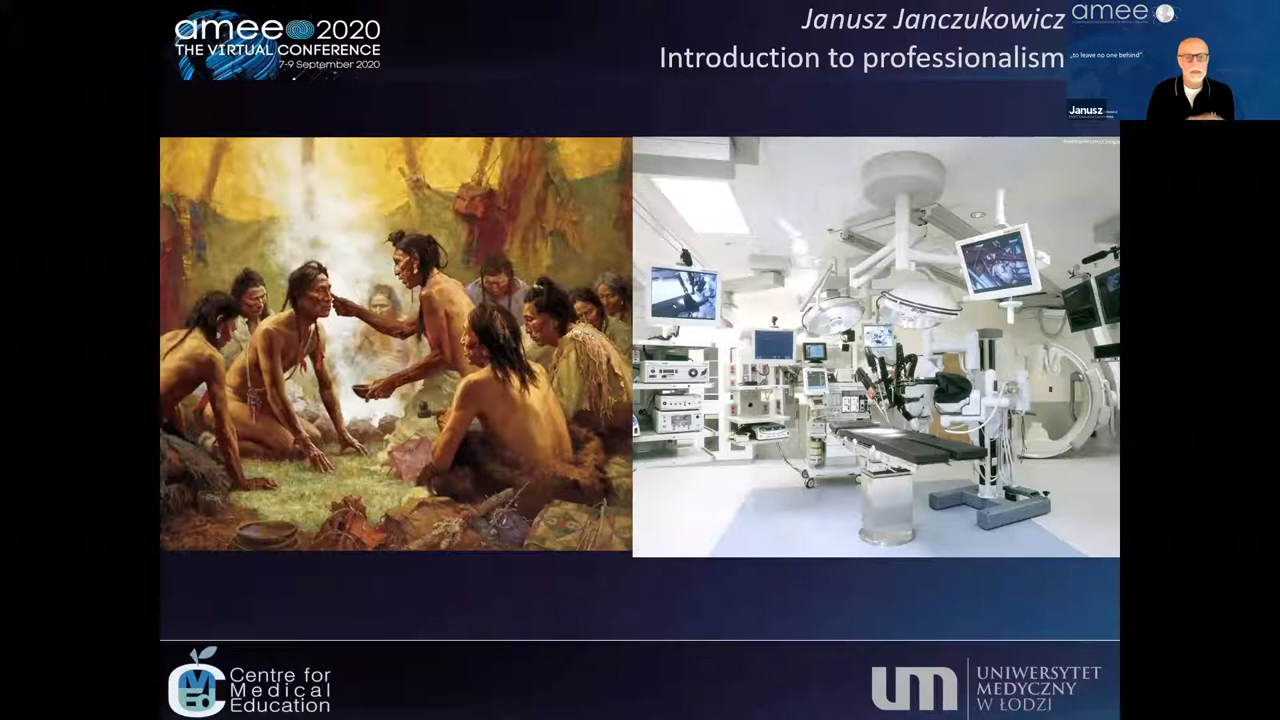 amee 2020
THE VIRTUAL CONFERENCE
7-9 September 2020
Janusz Janczukowicz
Introduction to professionalism
amee
„to leave no one behind”
Janusz
Centre for
Medical
Education
um
UNIWERSYTET
MEDYCZNY
W ŁODZI